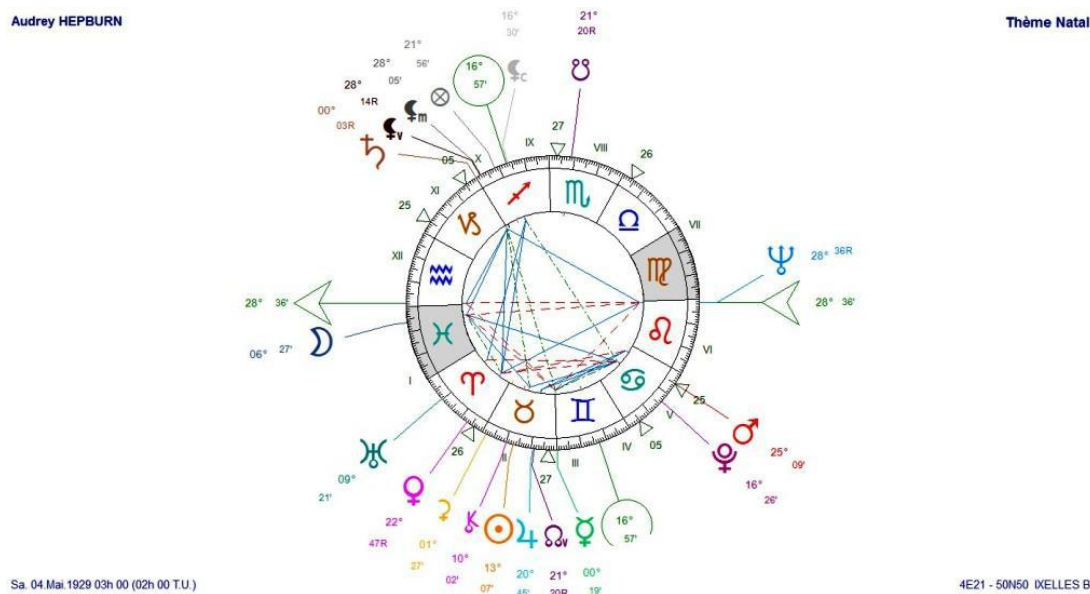 Audrey HEPBURN
Thème Natal
16°
30'
21°
20R
21°
56'
16°
57'
28°
05'
28°
14R
00°
03R
C
m
v
27
IX
VIII
26
X
05
XI
25
VII
XII
28° 36'
28° 36R
28° 36'
06° 27'
I
VI
25
V
05
IV
26
II
27
III
25°
09'
16°
26'
09°
21'
22°
47R
01°
27'
10°
02'
13°
07'
20°
45'
21°
20R
V
00°
19'
16°
57'
Sa. 04.Mai.1929 03h 00 (02h 00 T.U.)
4E21 - 50N50 IXELLES B